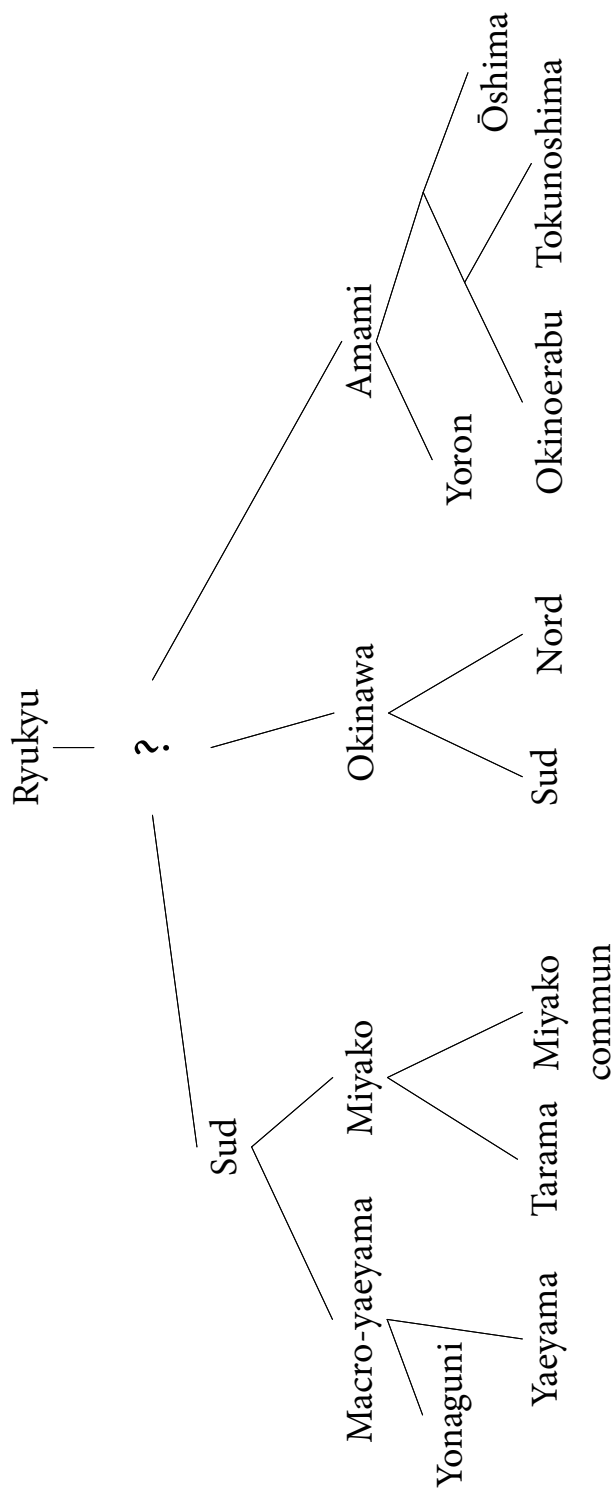 Ryukyu
?
Sud
Macro-yaeyama
Miyako
Okinawa
Amami
Yonaguni
Yoron
Ōshima
Yaeyama
Tarama
Miyako
commun
Sud
Nord
Okinoerabu
Tokunoshima